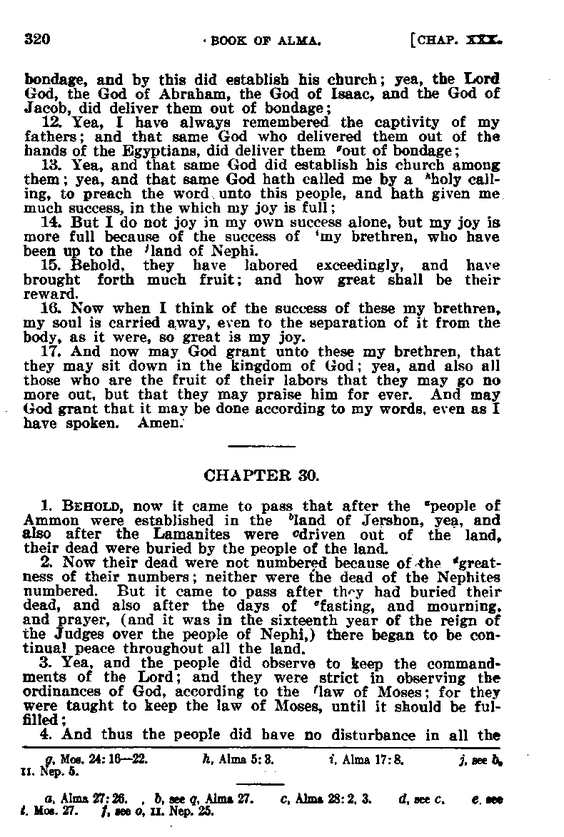 320 BOOK OF ALMA. [CHAP. XXX.
bondage, and by this did establish his church; yea, the Lord
God, the God of Abraham, the God of Isaac, and the God of
Jacob, did deliver them out of bondage;
12. Yea, I have always remembered the captivity of my
fathers; and that same God who delivered them out of the
hands of the Egyptians, did deliver them ᵍout of bondage;
13. Yea, and that same God did establish his church among
them; yea, and that same God hath called me by a ʰholy call-
ing, to preach the word unto this people, and hath given me
much success, in the which my joy is full;
14. But I do not joy in my own success alone, but my joy is
more full because of the success of ⁱmy brethren, who have
been up to the ʲland of Nephi.
15. Behold, they have labored exceedingly, and have
brought forth much fruit; and how great shall be their
reward.
16. Now when I think of the success of these my brethren,
my soul is carried away, even to the separation of it from the
body, as it were, so great is my joy.
17. And now may God grant unto these my brethren, that
they may sit down in the kingdom of God; yea, and also all
those who are the fruit of their labors that they may go no
more out, but that they may praise him for ever. And may
God grant that it may be done according to my words, even as I
have spoken. Amen.
CHAPTER 30.
1. BEHOLD, now it came to pass that after the ᵃpeople of
Ammon were established in the ᵇland of Jershon, yea, and
also after the Lamanites were ᶜdriven out of the land,
their dead were buried by the people of the land.
2. Now their dead were not numbered because of the ᵈgreat-
ness of their numbers; neither were the dead of the Nephites
numbered. But it came to pass after they had buried their
dead, and also after the days of ᵉfasting, and mourning,
and prayer, (and it was in the sixteenth year of the reign of
the Judges over the people of Nephi,) there began to be con-
tinual peace throughout all the land.
3. Yea, and the people did observe to keep the command-
ments of the Lord; and they were strict in observing the
ordinances of God, according to the ᶠlaw of Moses; for they
were taught to keep the law of Moses, until it should be ful-
filled;
4. And thus the people did have no disturbance in all the
g, Mos. 24: 16—22. h, Alma 5: 3. i, Alma 17: 8. j, see b,
II. Nep. 5.
a, Alma 27: 26. b, see q, Alma 27. c, Alma 28: 2, 3. d, see c. e, see
t, Mos. 27. f, see o, II. Nep. 25.